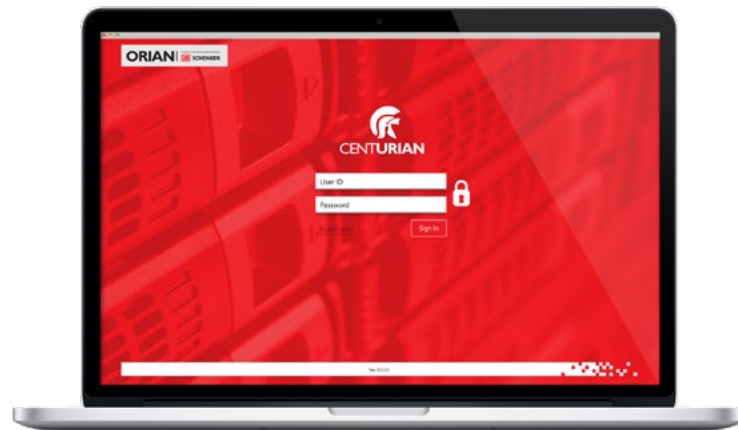 ORIAN
SCHENKER
CENTURIAN
User ID
Password
Sign In